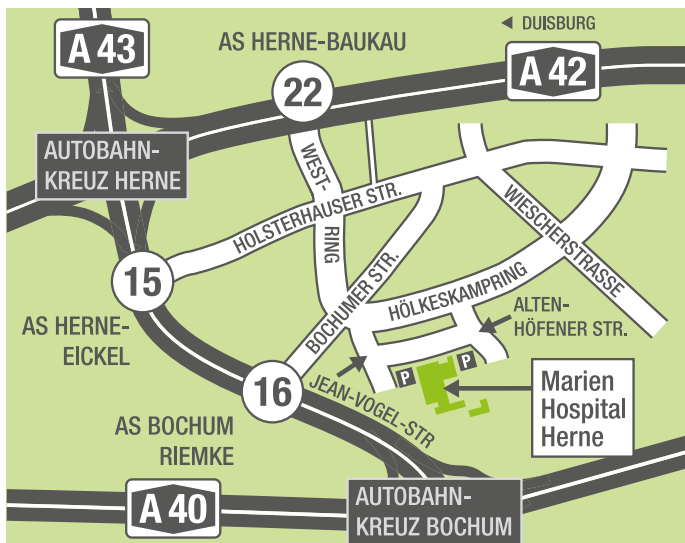 A 43
AS HERNE-BAUKAU
◄ DUISBURG
A 42
22
AUTOBAHN-
KREUZ HERNE
WEST-
RING
HOLSTERHAUSER STR.
WIESCHERSTRASSE
15
BOCHUMER STR.
HÖLKESKAMPRING
ALTEN-
HÖFENER STR.
AS HERNE-
EICKEL
16
JEAN-VOGEL-STR
P
P
Marien
Hospital
Herne
AS BOCHUM
RIEMKE
A 40
AUTOBAHN-
KREUZ BOCHUM